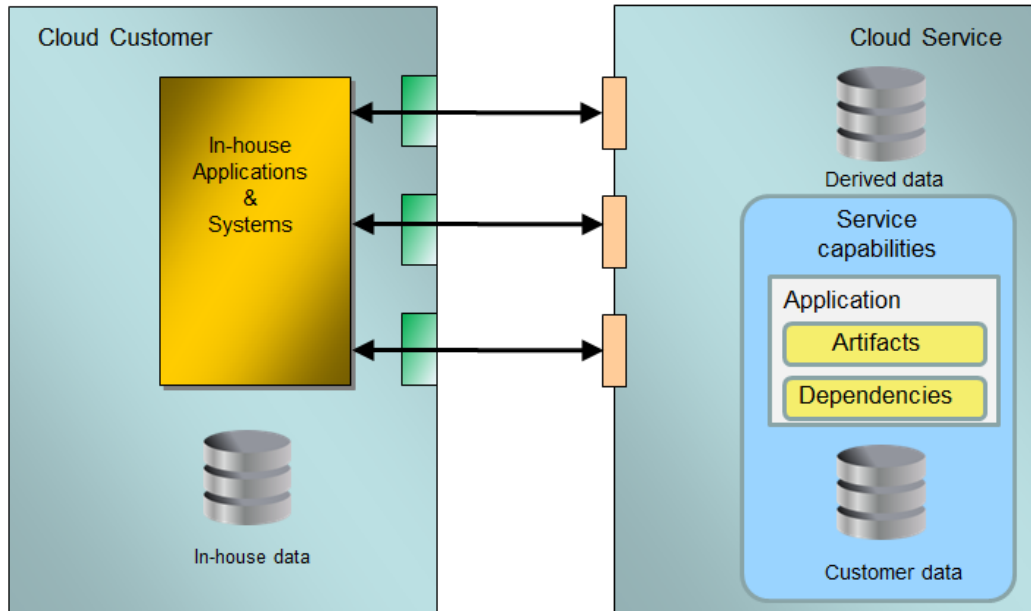 Cloud Customer
In-house
Applications
&
Systems
In-house data
Cloud Service
Derived data
Service
capabilities
Application
Artifacts
Dependencies
Customer data